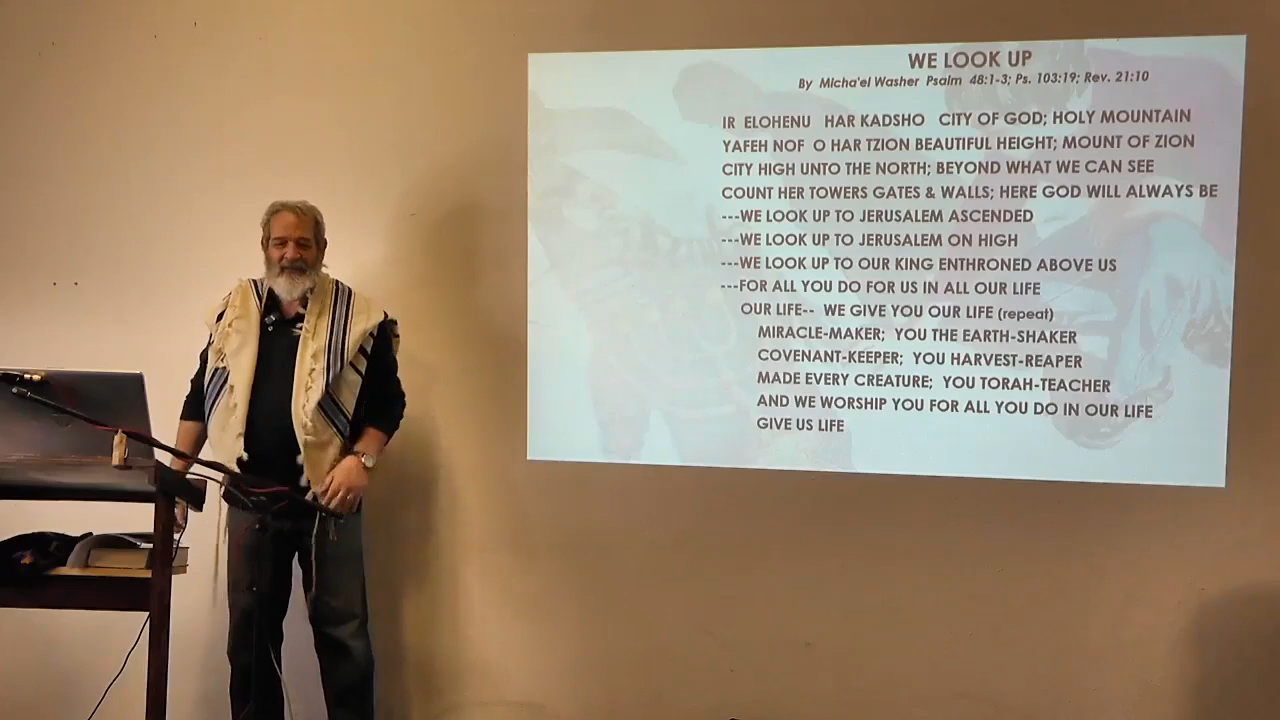 WE LOOK UP
By Micha'el Washer Psalm 48:1-3; Ps. 103:19; Rev. 21:10
IR ELOHENU HAR KADSHO CITY OF GOD; HOLY MOUNTAIN
YAFEH NOF O HAR TZION BEAUTIFUL HEIGHT; MOUNT OF ZION
CITY HIGH UNTO THE NORTH; BEYOND WHAT WE CAN SEE
COUNT HER TOWERS GATES & WALLS; HERE GOD WILL ALWAYS BE
---WE LOOK UP TO JERUSALEM ASCENDED
---WE LOOK UP TO JERUSALEM ON HIGH
---WE LOOK UP TO OUR KING ENTHRONED ABOVE US
---FOR ALL YOU DO FOR US IN ALL OUR LIFE
OUR LIFE-- WE GIVE YOU OUR LIFE (repeat)
MIRACLE-MAKER; YOU THE EARTH-SHAKER
COVENANT-KEEPER; YOU HARVEST-REAPER
MADE EVERY CREATURE; YOU TORAH-TEACHER
AND WE WORSHIP YOU FOR ALL YOU DO IN OUR LIFE
GIVE US LIFE